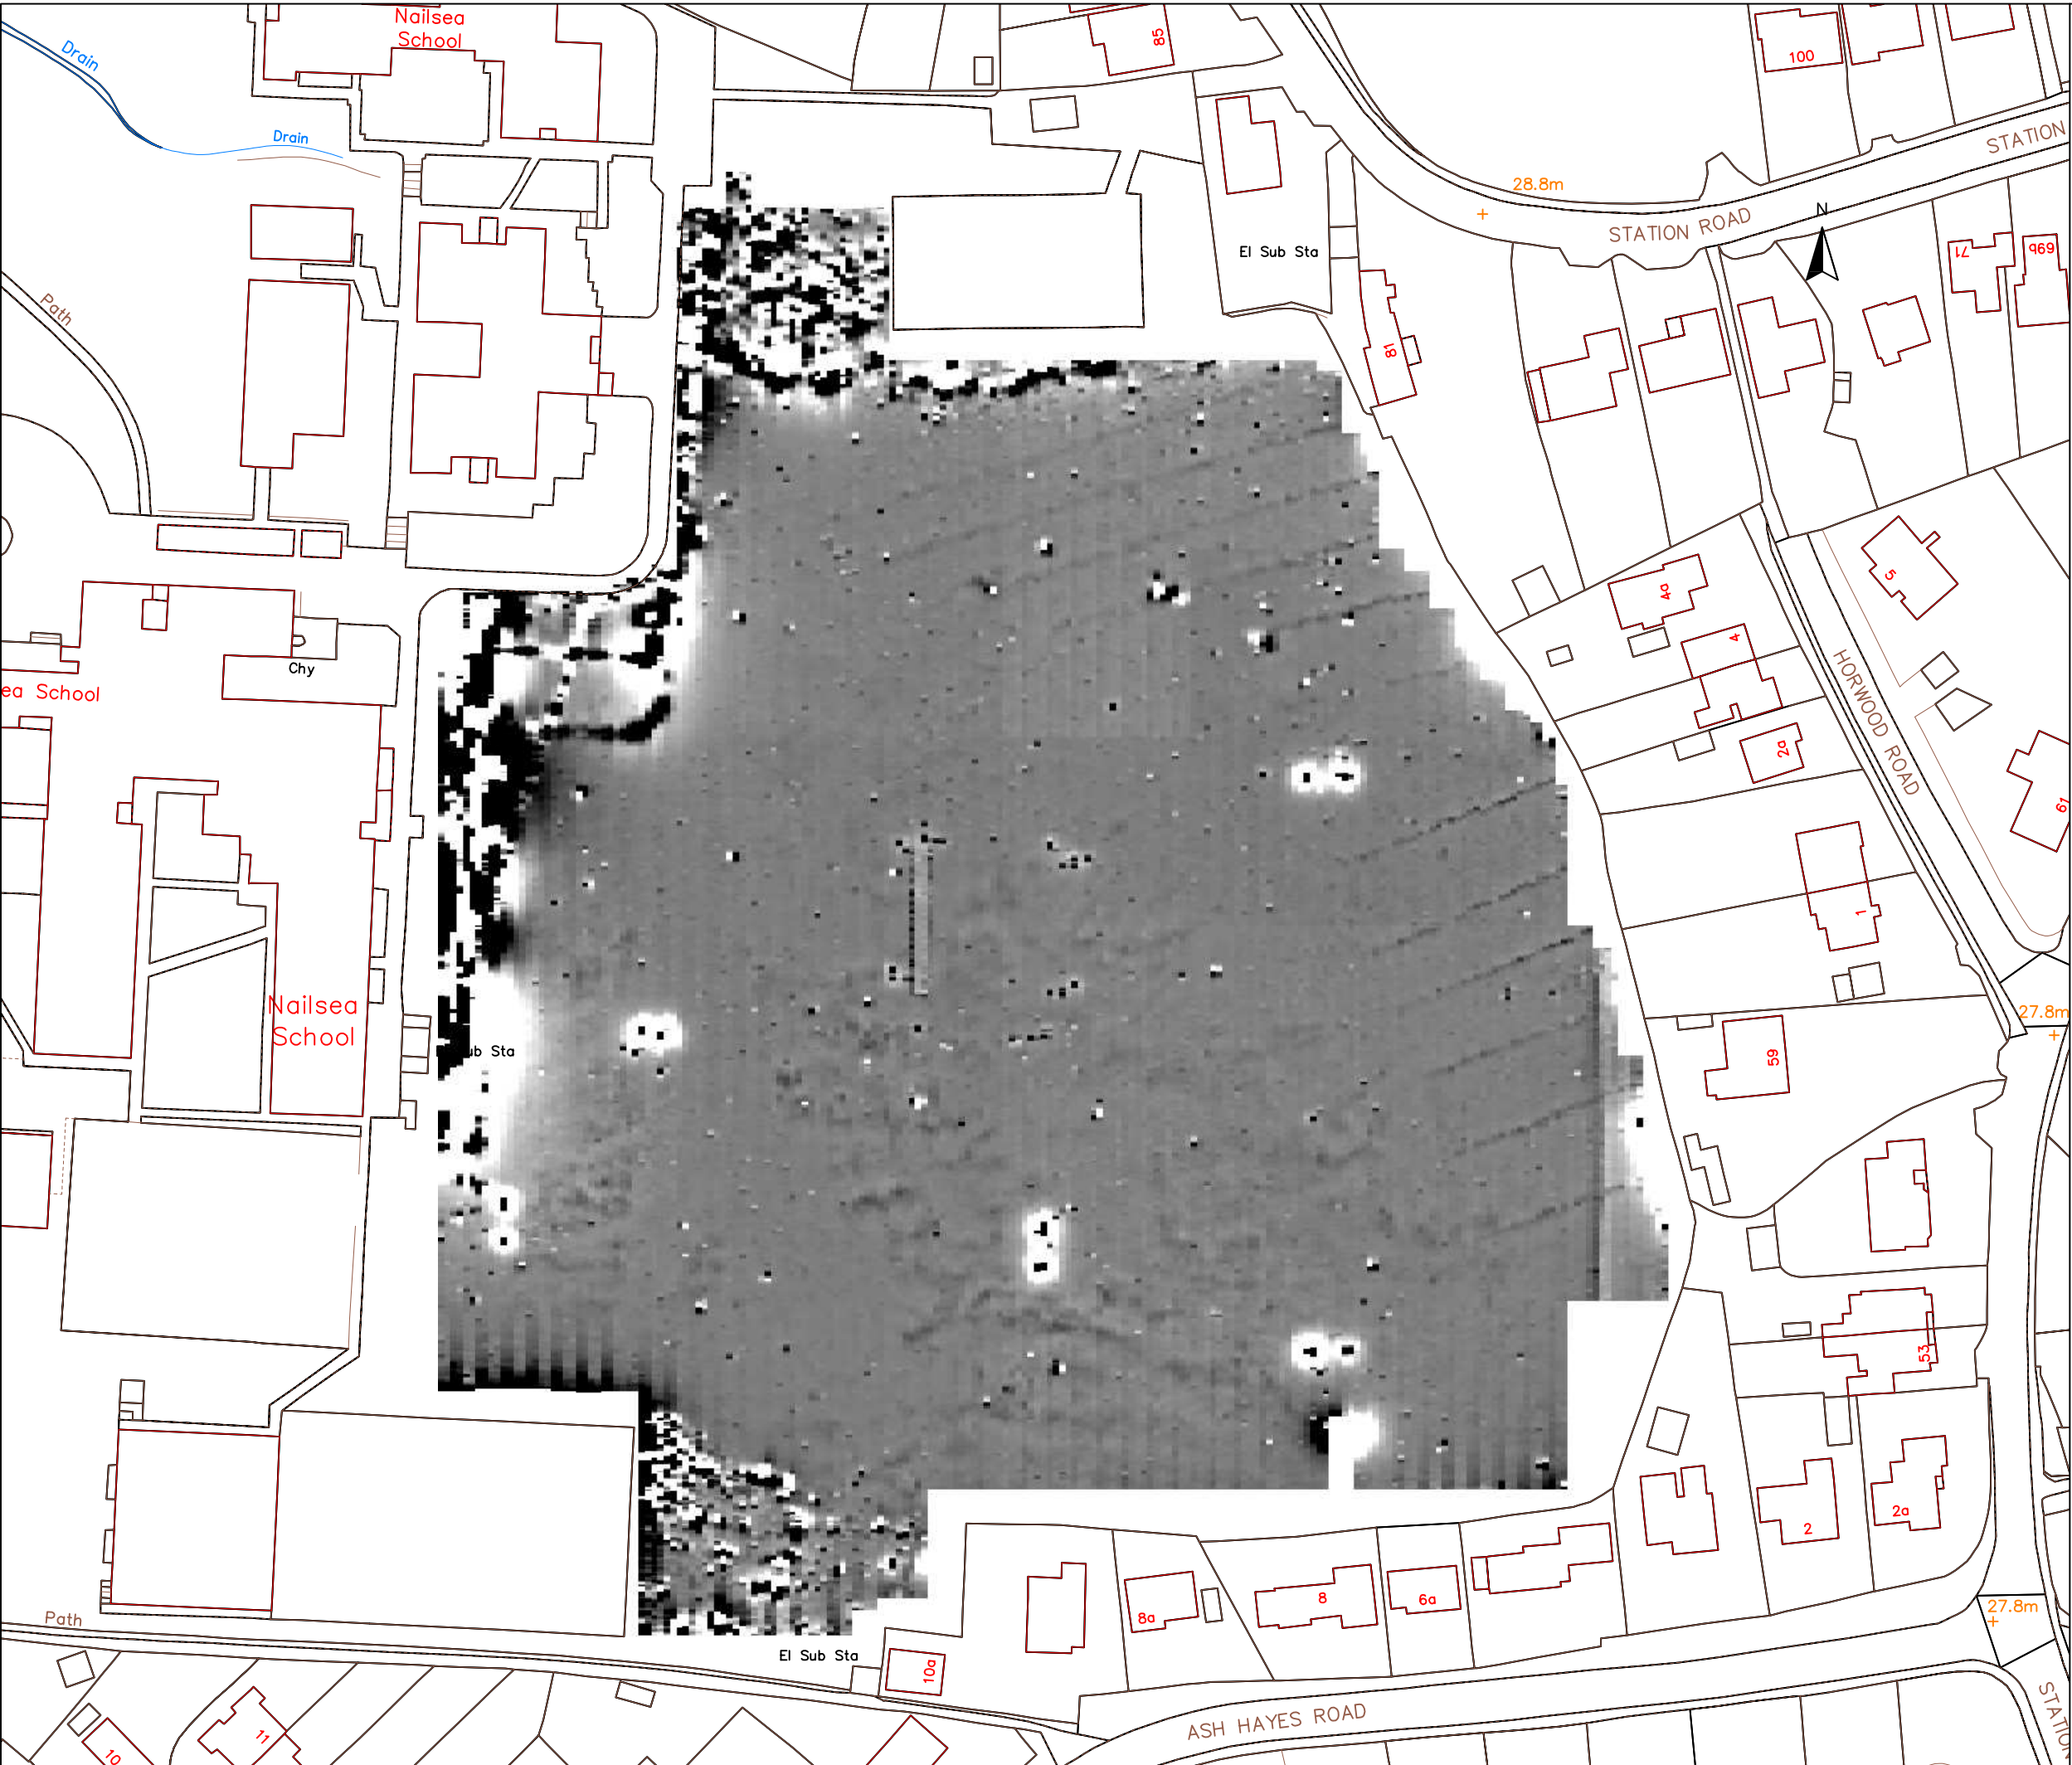 Nailsea
School
85
100
Drain
Drain
STATION
28.8m
STATION ROAD
N
El Sub Sta
71
69b
Path
81
5
4a
4
Chy
ea School
HORWOOD ROAD
2a
61
1
Nailsea
School
27.8m
ub Sta
59
53
2
2a
8
6a
8a
27.8m
Path
El Sub Sta
10a
ASH HAYES ROAD
STATION
11
10